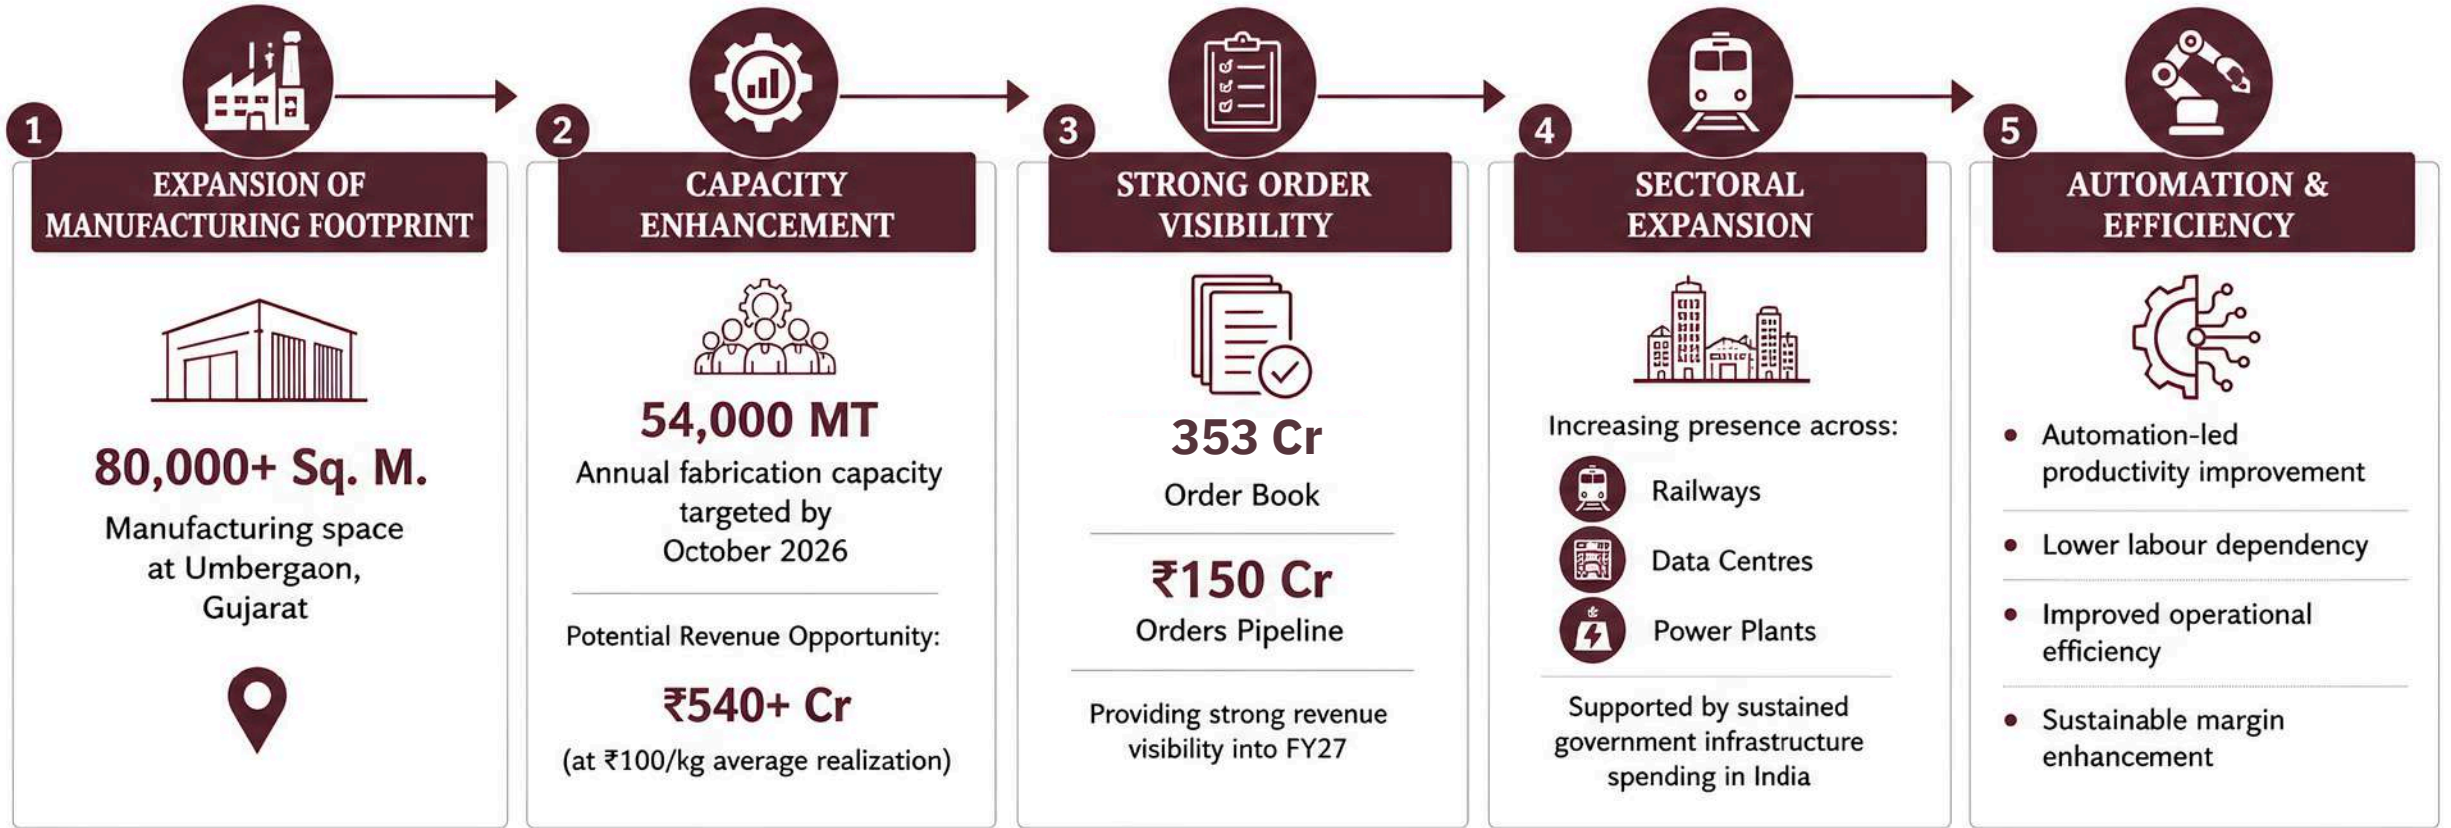 1
EXPANSION OF
MANUFACTURING FOOTPRINT
80,000+ Sq. M.
Manufacturing space
at Umbergaon,
Gujarat
2
CAPACITY
ENHANCEMENT
54,000 MT
Annual fabrication capacity
targeted by
October 2026
Potential Revenue Opportunity:
₹540+ Cr
(at ₹100/kg average realization)
3
STRONG ORDER
VISIBILITY
353 Cr
Order Book
₹150 Cr
Orders Pipeline
Providing strong revenue
visibility into FY27
4
SECTORAL
EXPANSION
Increasing presence across:
Railways
Data Centres
Power Plants
Supported by sustained
government infrastructure
spending in India
5
AUTOMATION &
EFFICIENCY
• Automation-led
productivity improvement
• Lower labour dependency
• Improved operational
efficiency
• Sustainable margin
enhancement